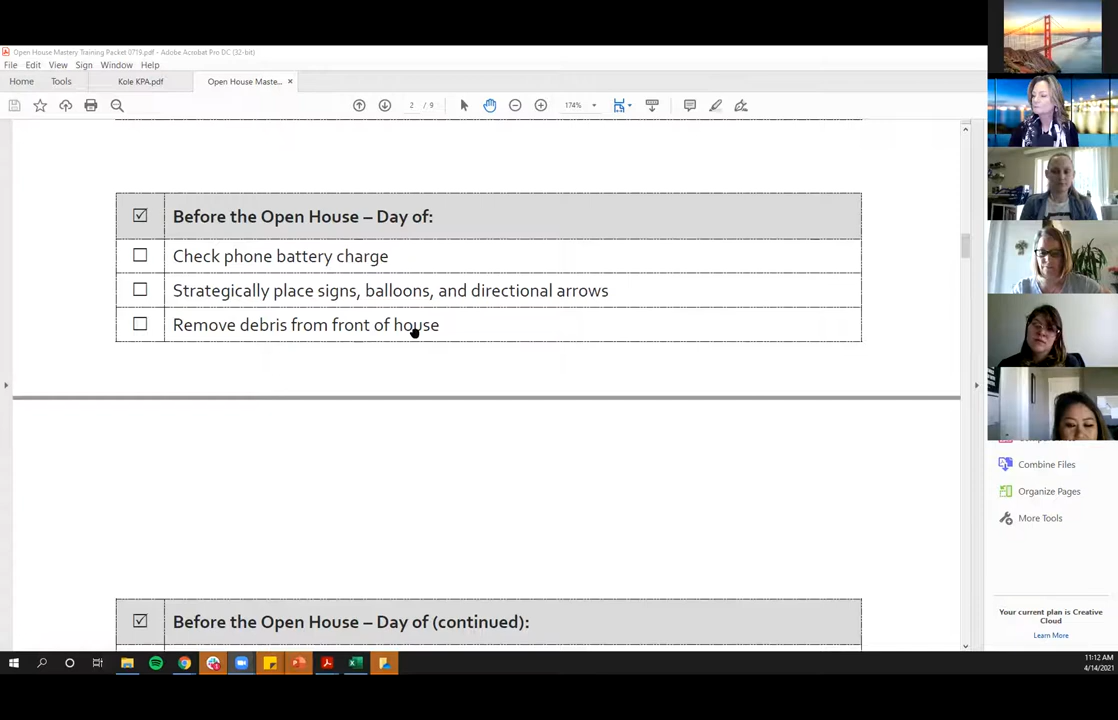 Open House Mastery Training Packet 0715.pdf - Adobe Acrobat Pro DC (32-bit)
File Edit View Sign Window Help
Home Tools Kole KPA.pdf Open House Maste... ×
2 / 9 174%
☑ Before the Open House – Day of:
☐ Check phone battery charge
☐ Strategically place signs, balloons, and directional arrows
☐ Remove debris from front of house
Combine Files
Organize Pages
More Tools
Your current plan is Creative
Cloud
Learn More
☑ Before the Open House – Day of (continued):
11:12 AM
4/14/2021